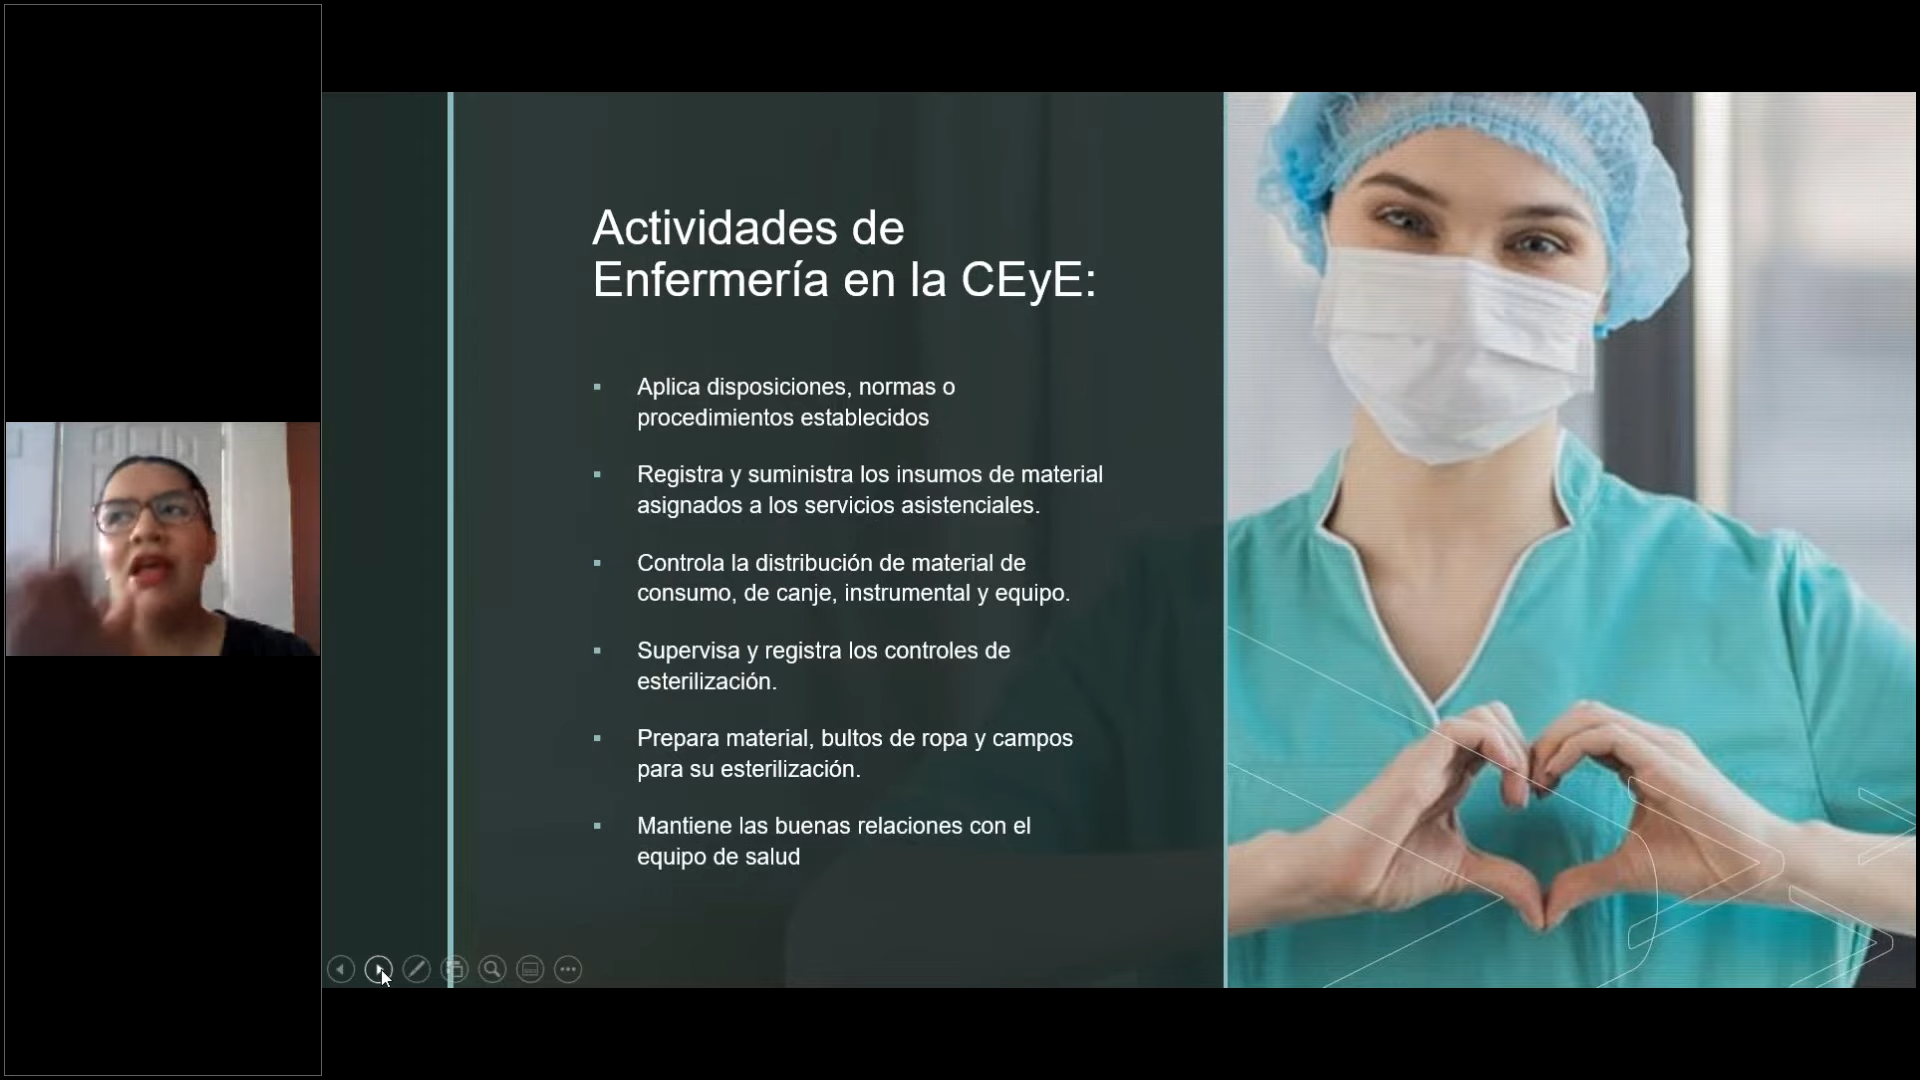 Actividades de
Enfermería en la CEyE:
Aplica disposiciones, normas o
procedimientos establecidos
Registra y suministra los insumos de material
asignados a los servicios asistenciales.
Controla la distribución de material de
consumo, de canje, instrumental y equipo.
Supervisa y registra los controles de
esterilización.
Prepara material, bultos de ropa y campos
para su esterilización.
Mantiene las buenas relaciones con el
equipo de salud